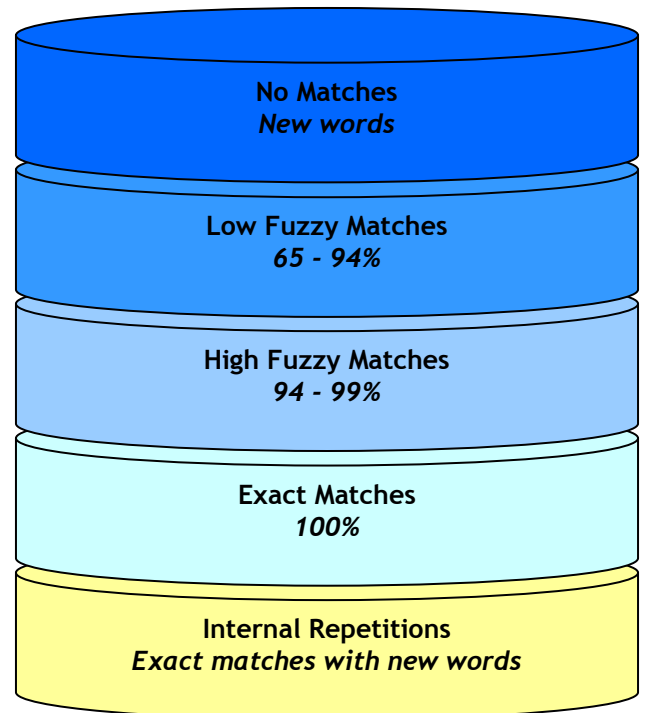 No Matches
New words
Low Fuzzy Matches
65 - 94%
High Fuzzy Matches
94 - 99%
Exact Matches
100%
Internal Repetitions
Exact matches with new words